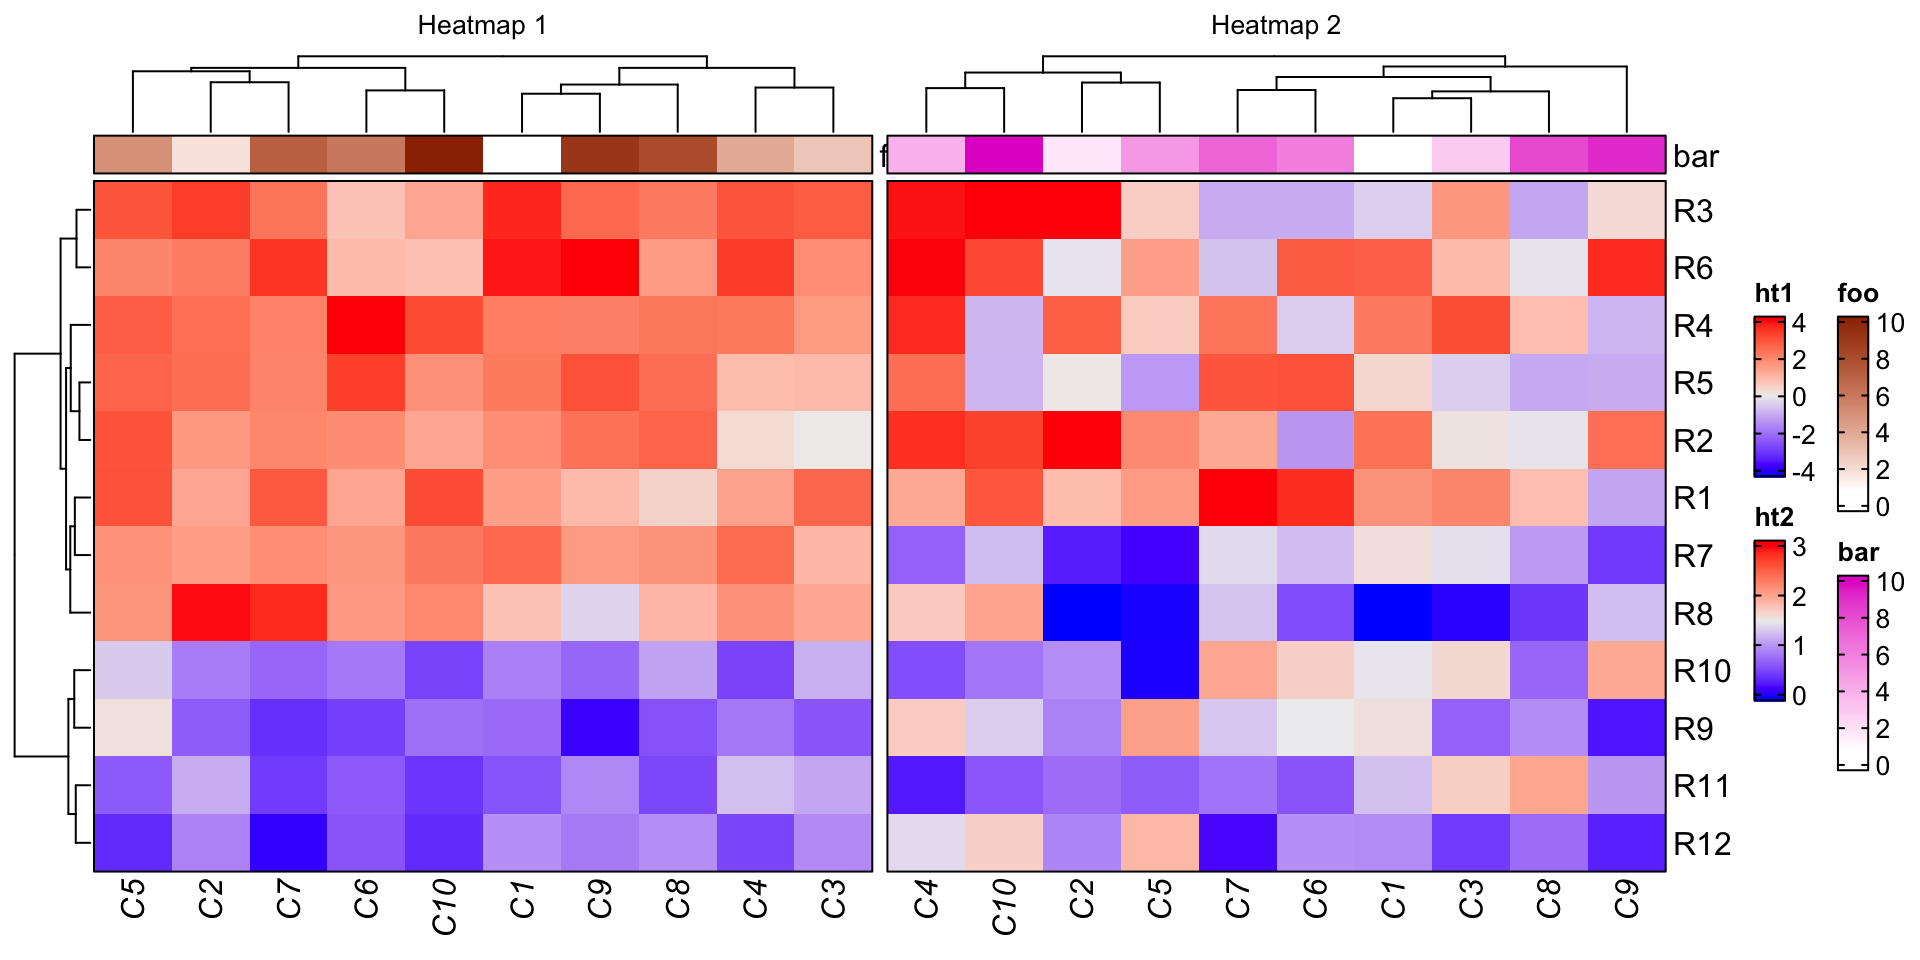 Heatmap 1
Heatmap 2
f
bar
R3
R6
R4
R5
R2
R1
R7
R8
R10
R9
R11
R12
C5 C2 C7 C6 C10 C1 C9 C8 C4 C3
C4 C10 C2 C5 C7 C6 C1 C3 C8 C9
ht1
4
2
0
-2
-4
foo
10
8
6
4
2
0
ht2
3
2
1
0
bar
10
8
6
4
2
0